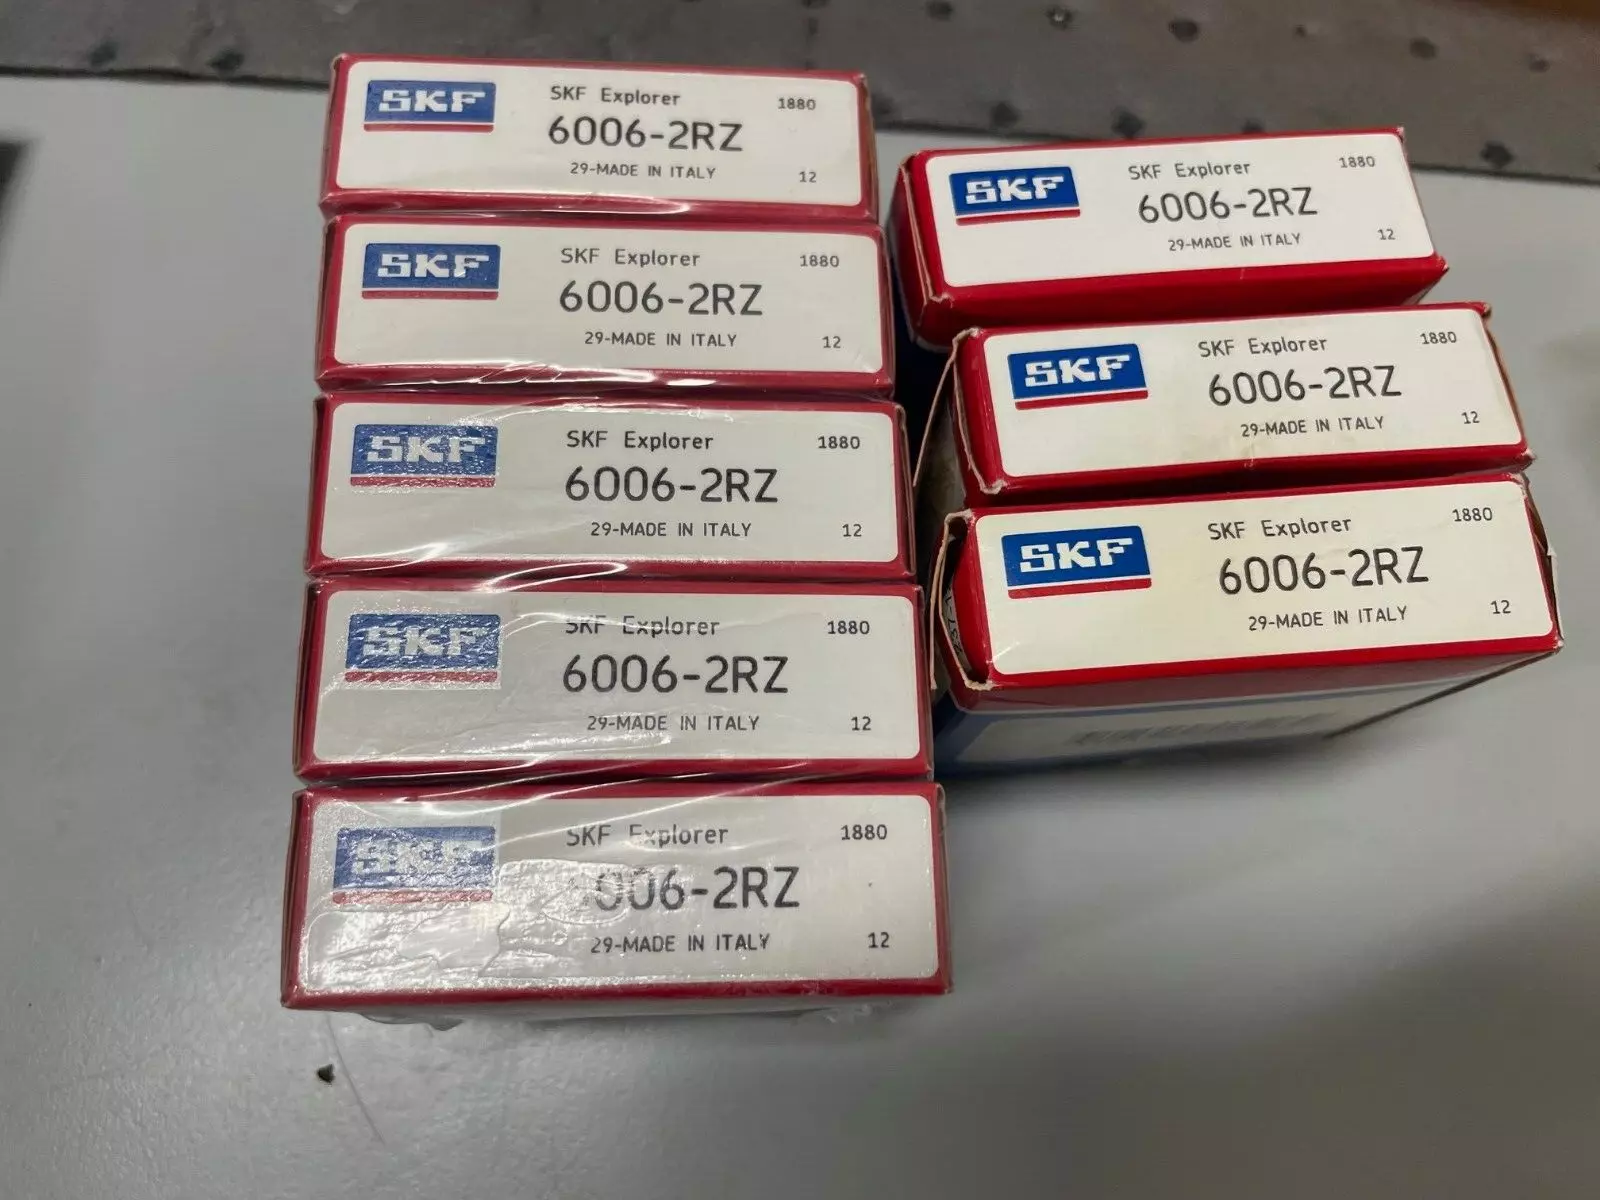 SKF
SKF Explorer
1880
6006-2RZ
29-MADE IN ITALY
12
SKF
SKF Explorer
1880
6006-2RZ
29-MADE IN ITALY
12
SKF
SKF Explorer
1880
6006-2RZ
29-MADE IN ITALY
12
SKF
SKF Explorer
1880
6006-2RZ
29-MADE IN ITALY
12
SKF
SKF Explorer
1880
006-2RZ
29-MADE IN ITALY
12
SKF
SKF Explorer
1880
6006-2RZ
29-MADE IN ITALY
12
SKF
SKF Explorer
1880
6006-2RZ
29-MADE IN ITALY
12
SKF
SKF Explorer
1880
6006-2RZ
29-MADE IN ITALY
12